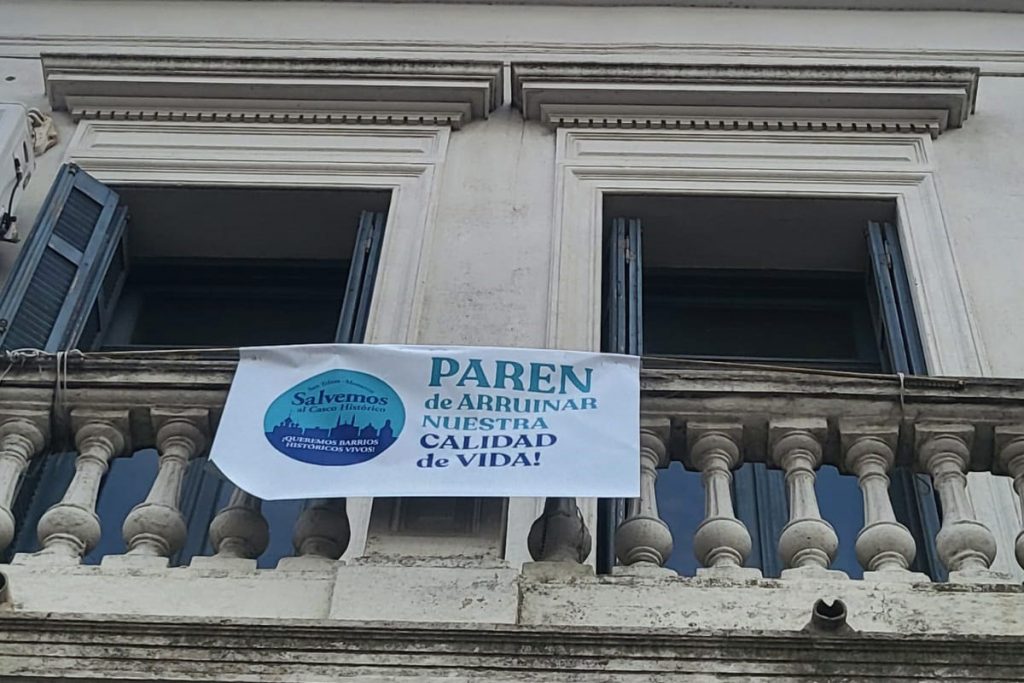 San Telmo - Monserrat
Salvemos
al Casco Histórico
¡QUEREMOS BARRIOS
HISTÓRICOS VIVOS!
PAREN
de ARRUINAR
NUESTRA
CALIDAD
de VIDA!